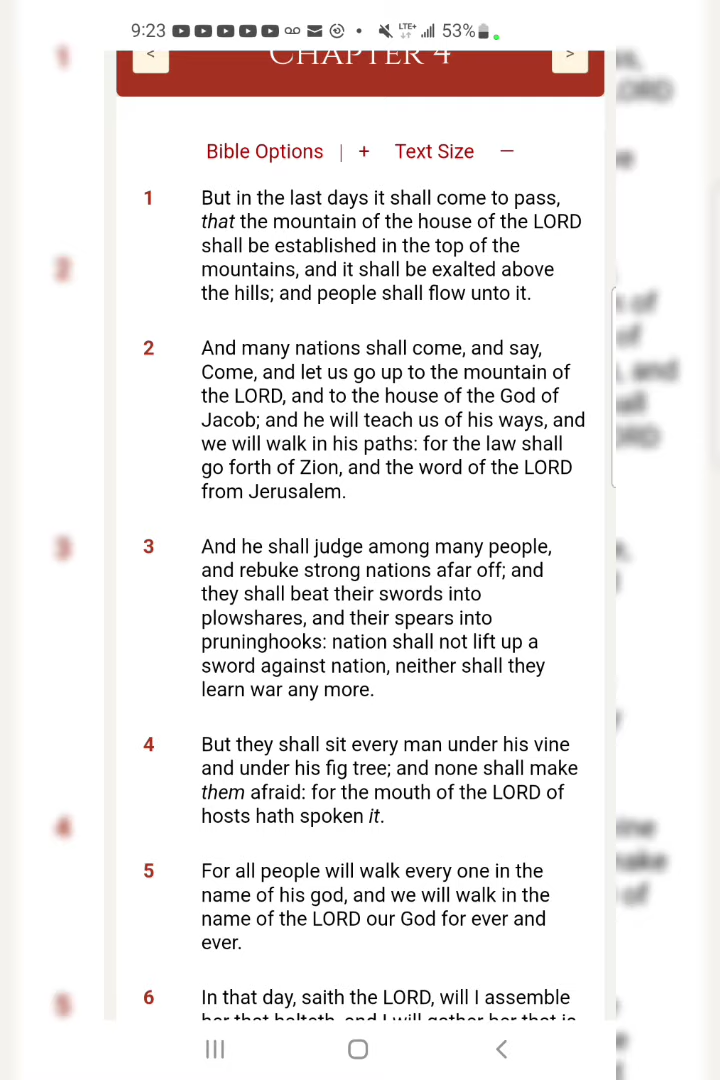 9:23 LTE+ 53%
< CHAPTER 4 >
Bible Options | + Text Size —
1 But in the last days it shall come to pass,
that the mountain of the house of the LORD
shall be established in the top of the
mountains, and it shall be exalted above
the hills; and people shall flow unto it.
2 And many nations shall come, and say,
Come, and let us go up to the mountain of
the LORD, and to the house of the God of
Jacob; and he will teach us of his ways, and
we will walk in his paths: for the law shall
go forth of Zion, and the word of the LORD
from Jerusalem.
3 And he shall judge among many people,
and rebuke strong nations afar off; and
they shall beat their swords into
plowshares, and their spears into
pruninghooks: nation shall not lift up a
sword against nation, neither shall they
learn war any more.
4 But they shall sit every man under his vine
and under his fig tree; and none shall make
them afraid: for the mouth of the LORD of
hosts hath spoken it.
5 For all people will walk every one in the
name of his god, and we will walk in the
name of the LORD our God for ever and
ever.
6 In that day, saith the LORD, will I assemble
her that halteth, and I will gather her that is